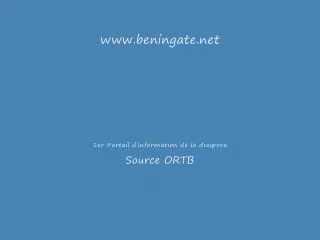 www.beningate.net
1er Portail d'information de la diaspora
Source ORTB